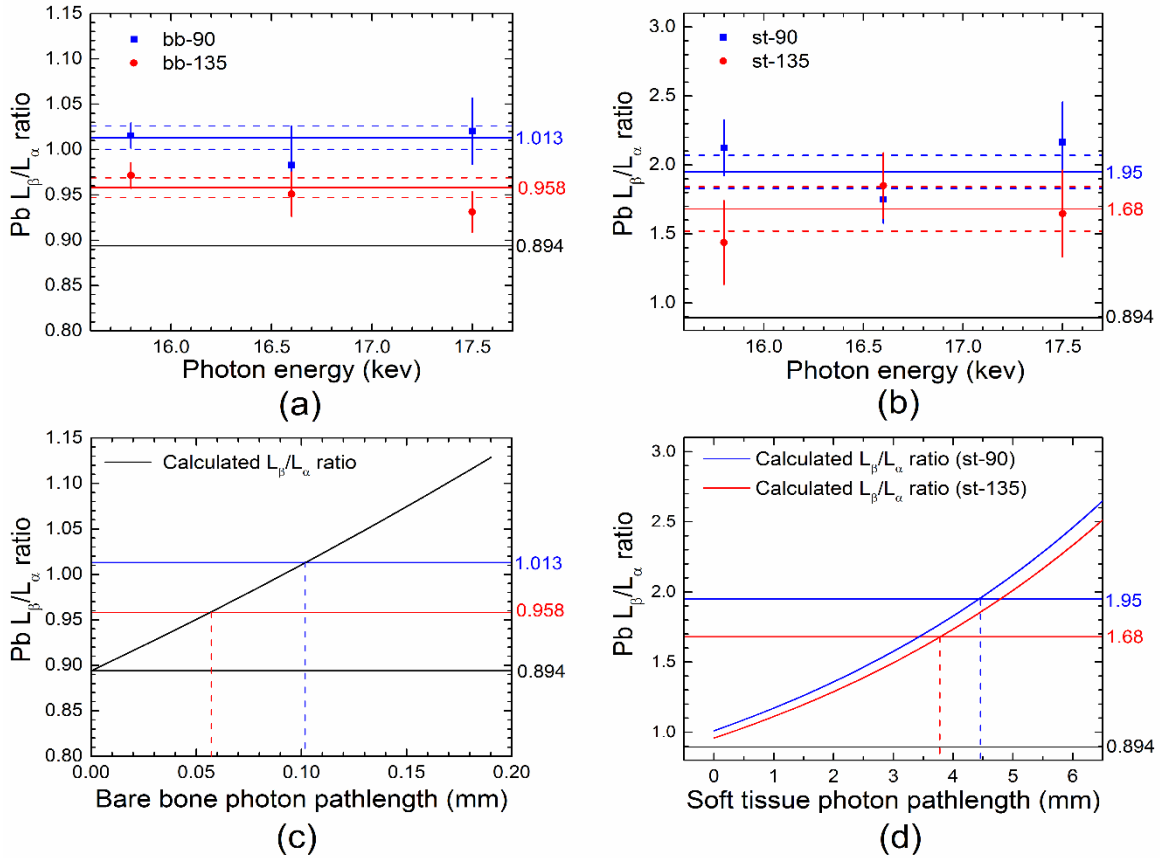 Pb Lβ/Lα ratio
1.15
1.10
1.05
1.00
0.95
0.90
0.85
0.80
bb-90
bb-135
1.013
0.958
0.894
16.0 16.5 17.0 17.5
Photon energy (kev)
(a)
Pb Lβ/Lα ratio
3.0
2.5
2.0
1.5
1.0
st-90
st-135
1.95
1.68
0.894
16.0 16.5 17.0 17.5
Photon energy (kev)
(b)
Pb Lβ/Lα ratio
1.15
1.10
1.05
1.00
0.95
0.90
0.85
0.80
Calculated Lβ/Lα ratio
1.013
0.958
0.894
0.00 0.05 0.10 0.15 0.20
Bare bone photon pathlength (mm)
(c)
Pb Lβ/Lα ratio
3.0
2.5
2.0
1.5
1.0
Calculated Lβ/Lα ratio (st-90)
Calculated Lβ/Lα ratio (st-135)
1.95
1.68
0.894
0 1 2 3 4 5 6
Soft tissue photon pathlength (mm)
(d)